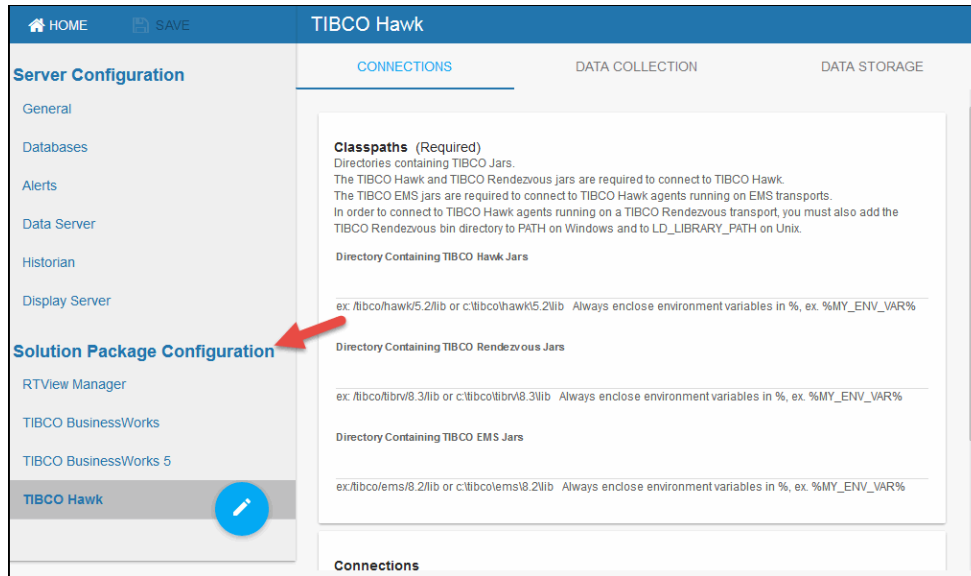 HOME SAVE TIBCO Hawk
Server Configuration
General
Databases
Alerts
Data Server
Historian
Display Server
Solution Package Configuration
RTView Manager
TIBCO BusinessWorks
TIBCO BusinessWorks 5
TIBCO Hawk
CONNECTIONS DATA COLLECTION DATA STORAGE
Classpaths (Required)
Directories containing TIBCO Jars.
The TIBCO Hawk and TIBCO Rendezvous jars are required to connect to TIBCO Hawk.
The TIBCO EMS jars are required to connect to TIBCO Hawk agents running on EMS transports.
In order to connect to TIBCO Hawk agents running on a TIBCO Rendezvous transport, you must also add the
TIBCO Rendezvous bin directory to PATH on Windows and to LD_LIBRARY_PATH on Unix.
Directory Containing TIBCO Hawk Jars
ex: /tibco/hawk/5.2/lib or c:\tibco\hawk\5.2\lib Always enclose environment variables in %, ex. %MY_ENV_VAR%
Directory Containing TIBCO Rendezvous Jars
ex: /tibco/tibrv/8.3/lib or c:\tibco\tibrv\8.3\lib Always enclose environment variables in %, ex. %MY_ENV_VAR%
Directory Containing TIBCO EMS Jars
ex:/tibco/ems/8.2/lib or c:\tibco\ems\8.2\lib Always enclose environment variables in %, ex. %MY_ENV_VAR%
Connections